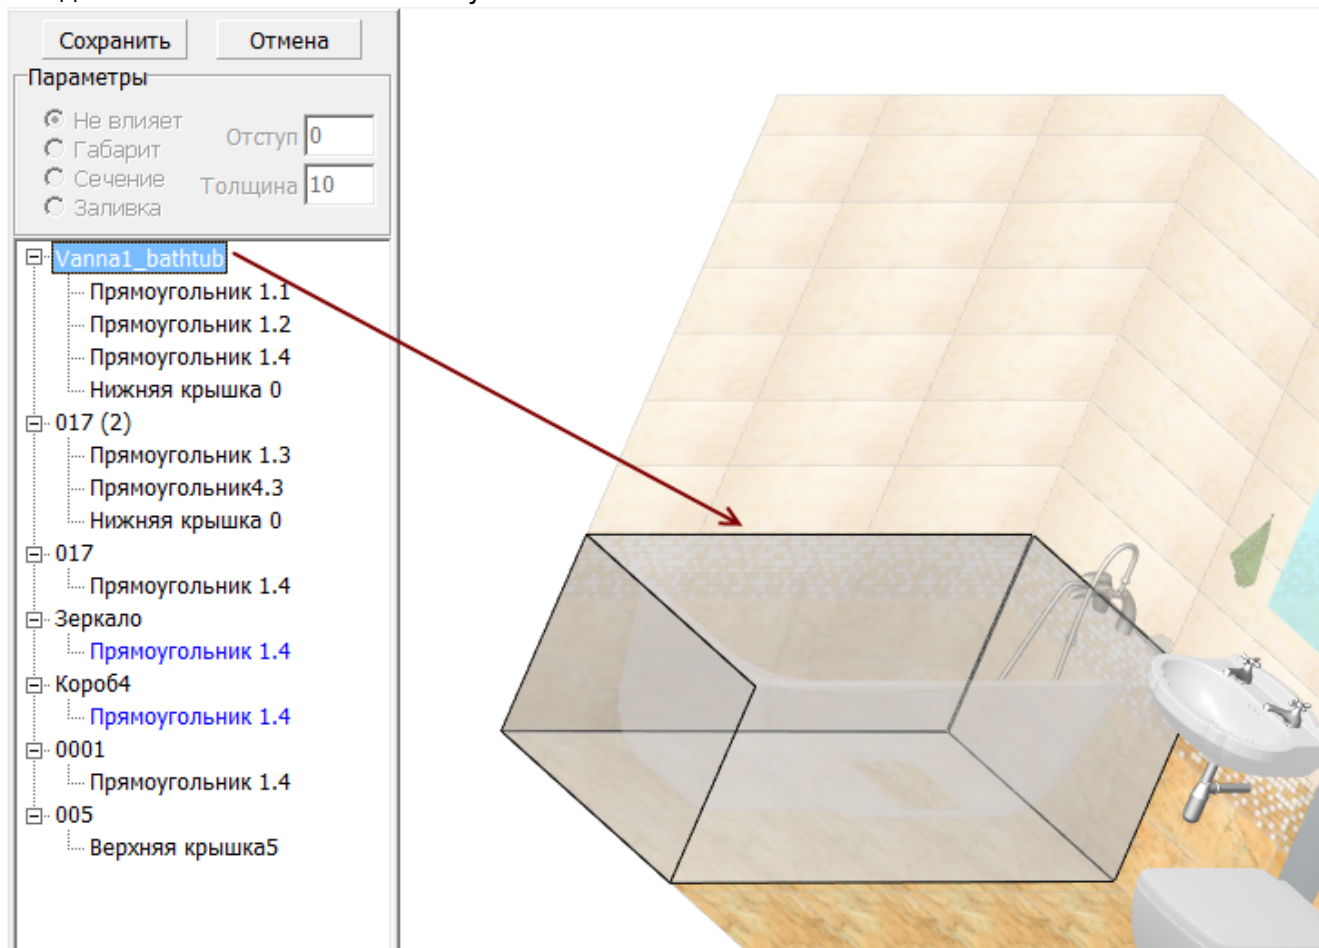 Сохранить Отмена
Параметры
Не влияет
Габарит
Сечение
Заливка
Отступ 0
Толщина 10
Vanna1_bathtub
Прямоугольник 1.1
Прямоугольник 1.2
Прямоугольник 1.4
Нижняя крышка 0
017 (2)
Прямоугольник 1.3
Прямоугольник4.3
Нижняя крышка 0
017
Прямоугольник 1.4
Зеркало
Прямоугольник 1.4
Короб4
Прямоугольник 1.4
0001
Прямоугольник 1.4
005
Верхняя крышка5